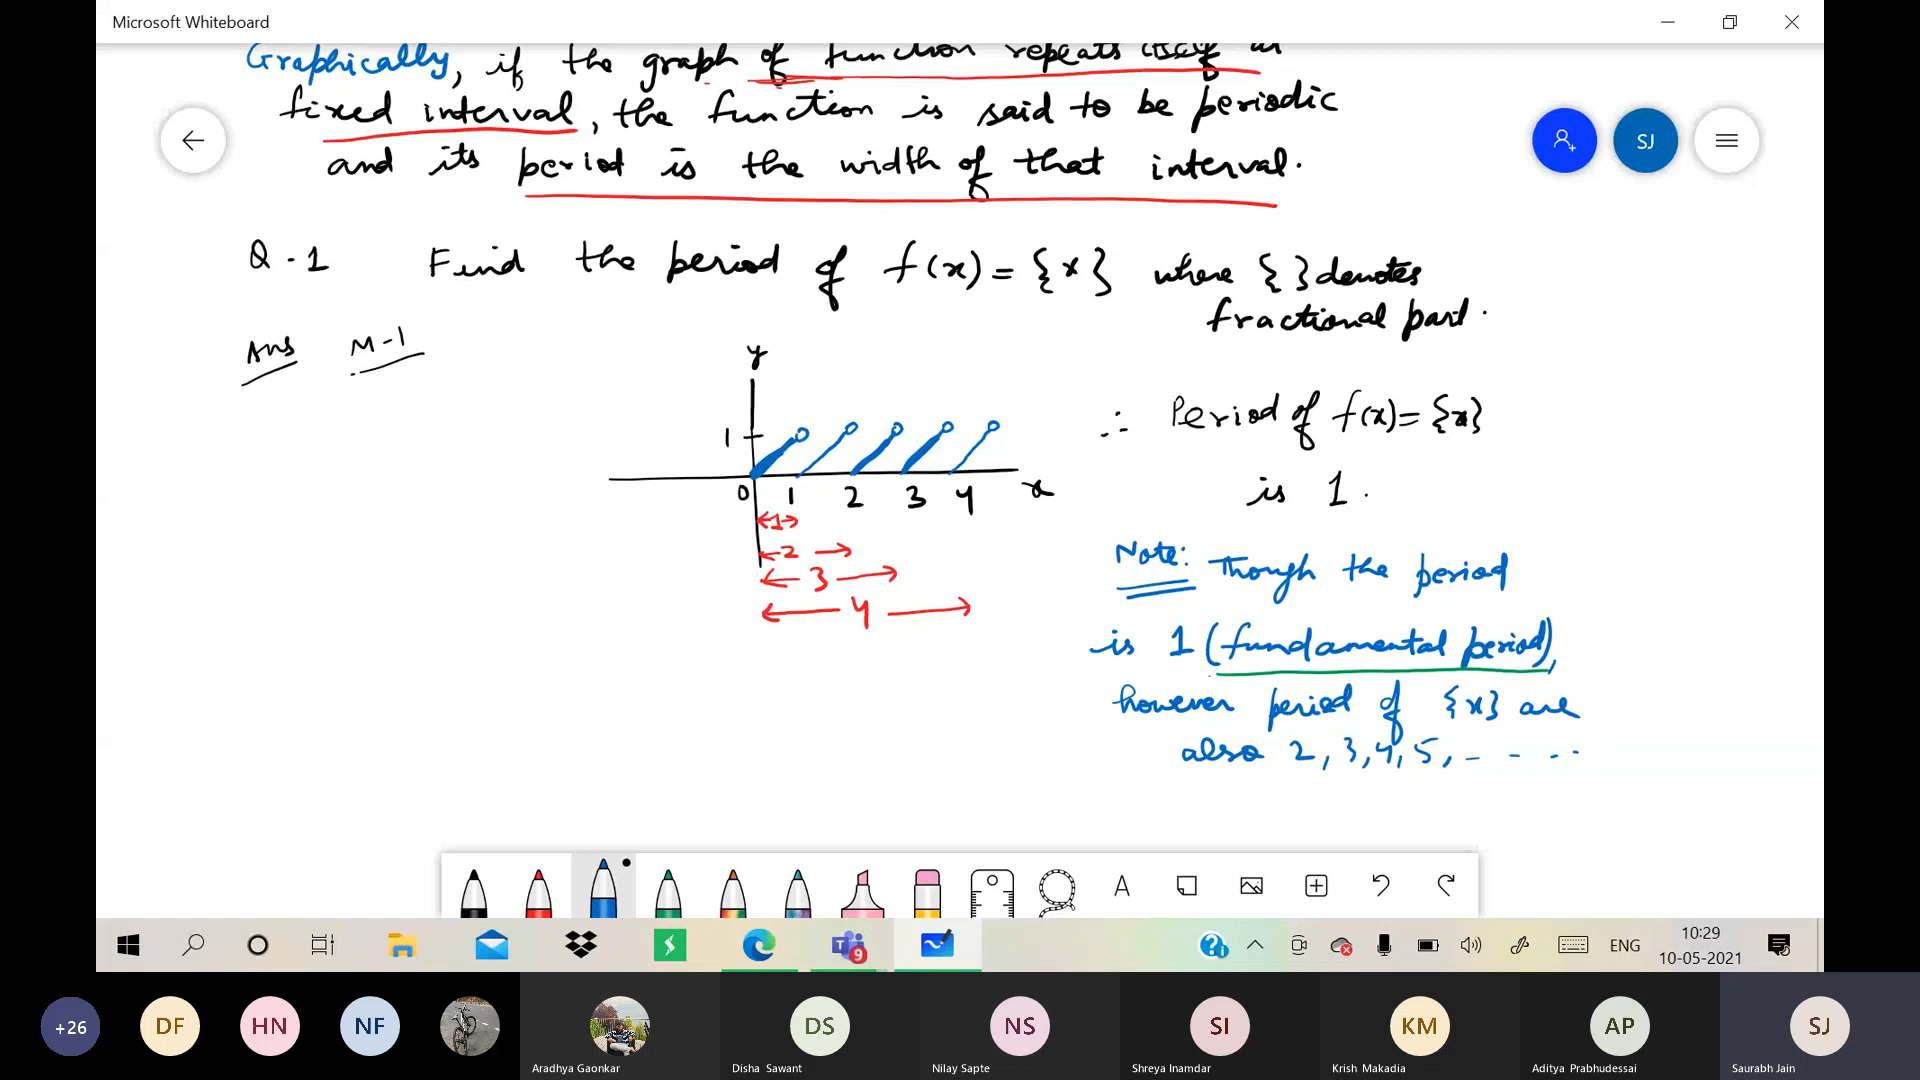 Microsoft Whiteboard
Graphically, if the graph of function repeats itself at
fixed interval, the function is said to be periodic
and its period is the width of that interval.
SJ
Q-1 Find the period of f(x) = {x} where { } denotes
fractional part.
Ans M-1
y
1
0 1 2 3 4 x
1
2
3
4
∴ Period of f(x) = {x}
is 1.
Note: Though the period
is 1 (fundamental period),
however period of {x} are
also 2, 3, 4, 5, - - - - -
A
9
ENG
10:29
10-05-2021
+26
DF
HN
NF
DS
NS
SI
KM
AP
SJ
Aradhya Gaonkar
Disha Sawant
Nilay Sapte
Shreya Inamdar
Krish Makadia
Aditya Prabhudessai
Saurabh Jain